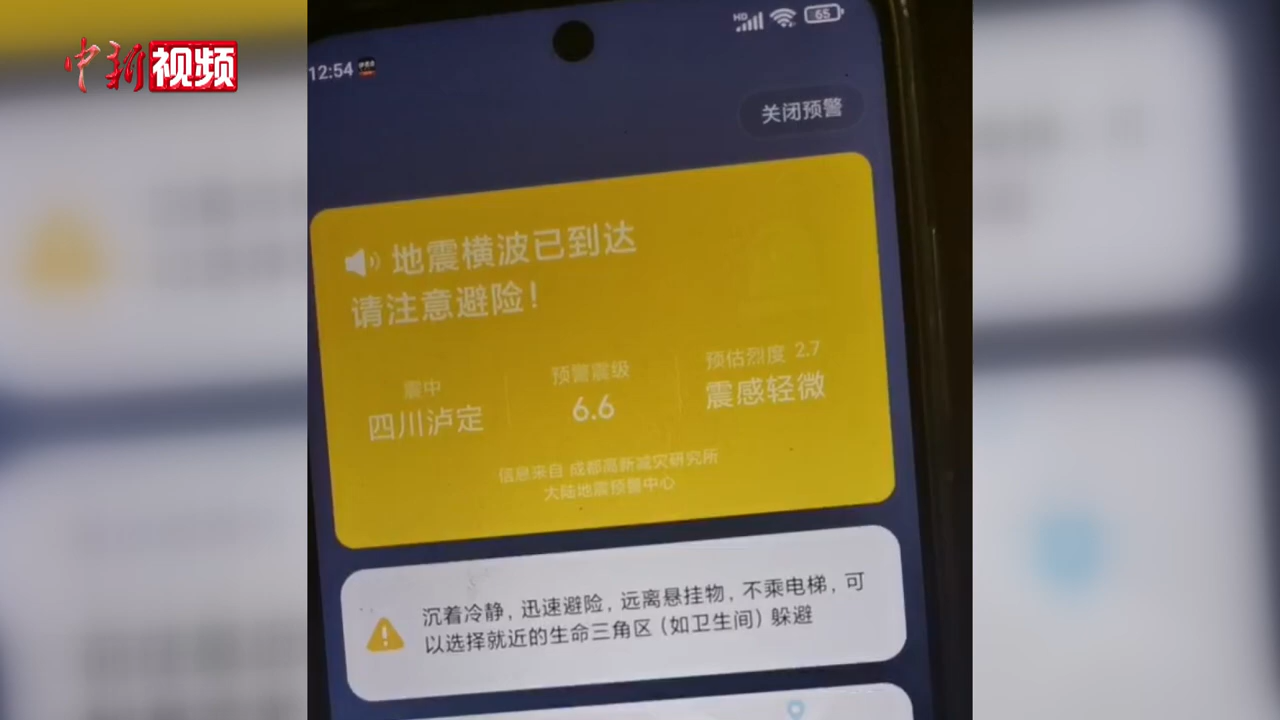 中新视频
HD
65
12:54
关闭预警
地震横波已到达
请注意避险！
震中
四川泸定
预警震级
6.6
预估烈度 2.7
震感轻微
信息来自 成都高新减灾研究所
大陆地震预警中心
沉着冷静，迅速避险，远离悬挂物，不乘电梯，可
以选择就近的生命三角区（如卫生间）躲避